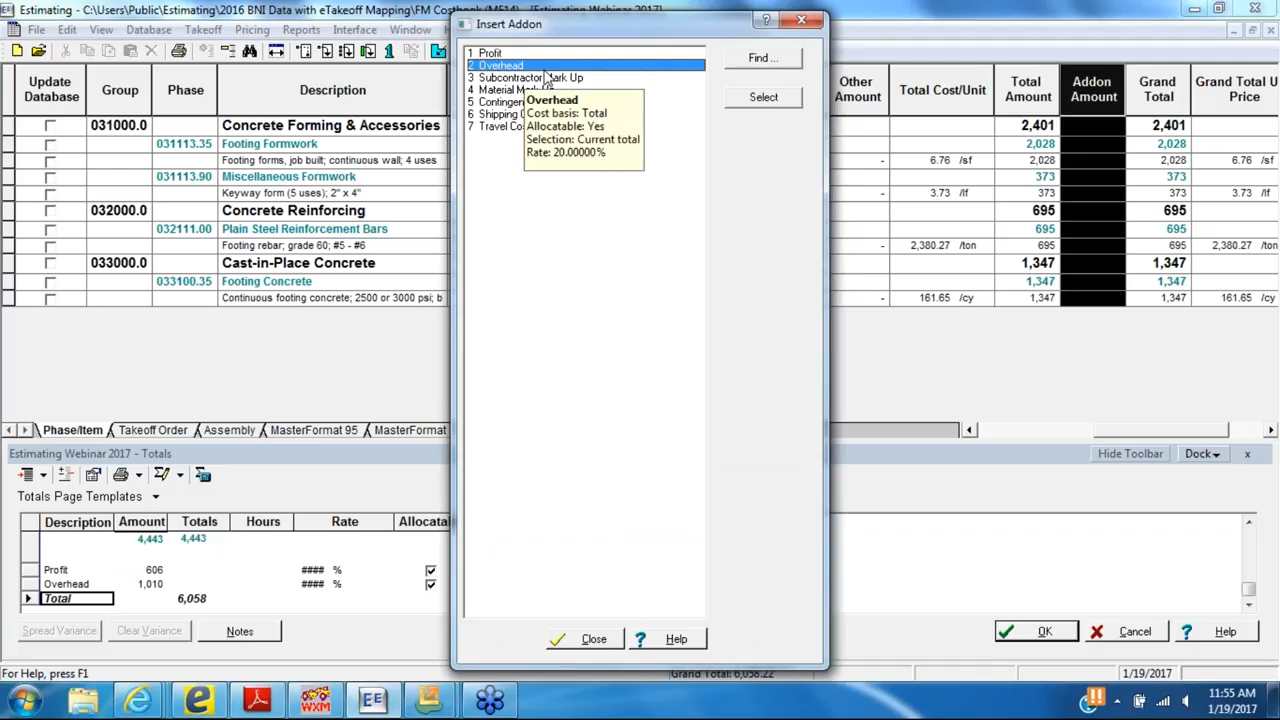 Estimating - C:\Users\Public\Estimating\2016 BNI Data with eTakeoff Mapping\FM Costbook (MF14)
[Estimating Webinar 2017]
File Edit View Database Takeoff Pricing Reports Interface Window
Insert Addon
1 Profit
2 Overhead
3 Subcontractor Mark Up
4 Material Mark Up
5 Contingen
6 Shipping C
7 Travel Co
Overhead
Cost basis: Total
Allocatable: Yes
Selection: Current total
Rate: 20.00000%
Find ...
Select
Close
Help
Update Database Group Phase Description Other Amount Total Cost/Unit Total Amount Addon Amount Grand Total Grand Total U Price
031000.0 Concrete Forming & Accessories 2,401 2,401
031113.35 Footing Formwork 2,028 2,028
Footing forms, job built; continuous wall; 4 uses - 6.76 /sf 2,028 2,028 6.76 /sf
031113.90 Miscellaneous Formwork 373 373
Keyway form (5 uses); 2" x 4" - 3.73 /lf 373 373 3.73 /lf
032000.0 Concrete Reinforcing 695 695
032111.00 Plain Steel Reinforcement Bars 695 695
Footing rebar; grade 60; #5 - #6 - 2,380.27 /ton 695 695 2,380.27 /ton
033000.0 Cast-in-Place Concrete 1,347 1,347
033100.35 Footing Concrete 1,347 1,347
Continuous footing concrete; 2500 or 3000 psi; b - 161.65 /cy 1,347 1,347 161.65 /cy
Phase/Item Takeoff Order Assembly MasterFormat 95 MasterFormat
Estimating Webinar 2017 - Totals Hide Toolbar Dock x
Totals Page Templates
Description Amount Totals Hours Rate Allocatal
4,443 4,443
Profit 606 #### %
Overhead 1,010 #### %
Total 6,058
Spread Variance Clear Variance Notes OK Cancel Help
For Help, press F1 Grand Total: 6,058.22 1/19/2017
EE WXM EE
11:55 AM
1/19/2017